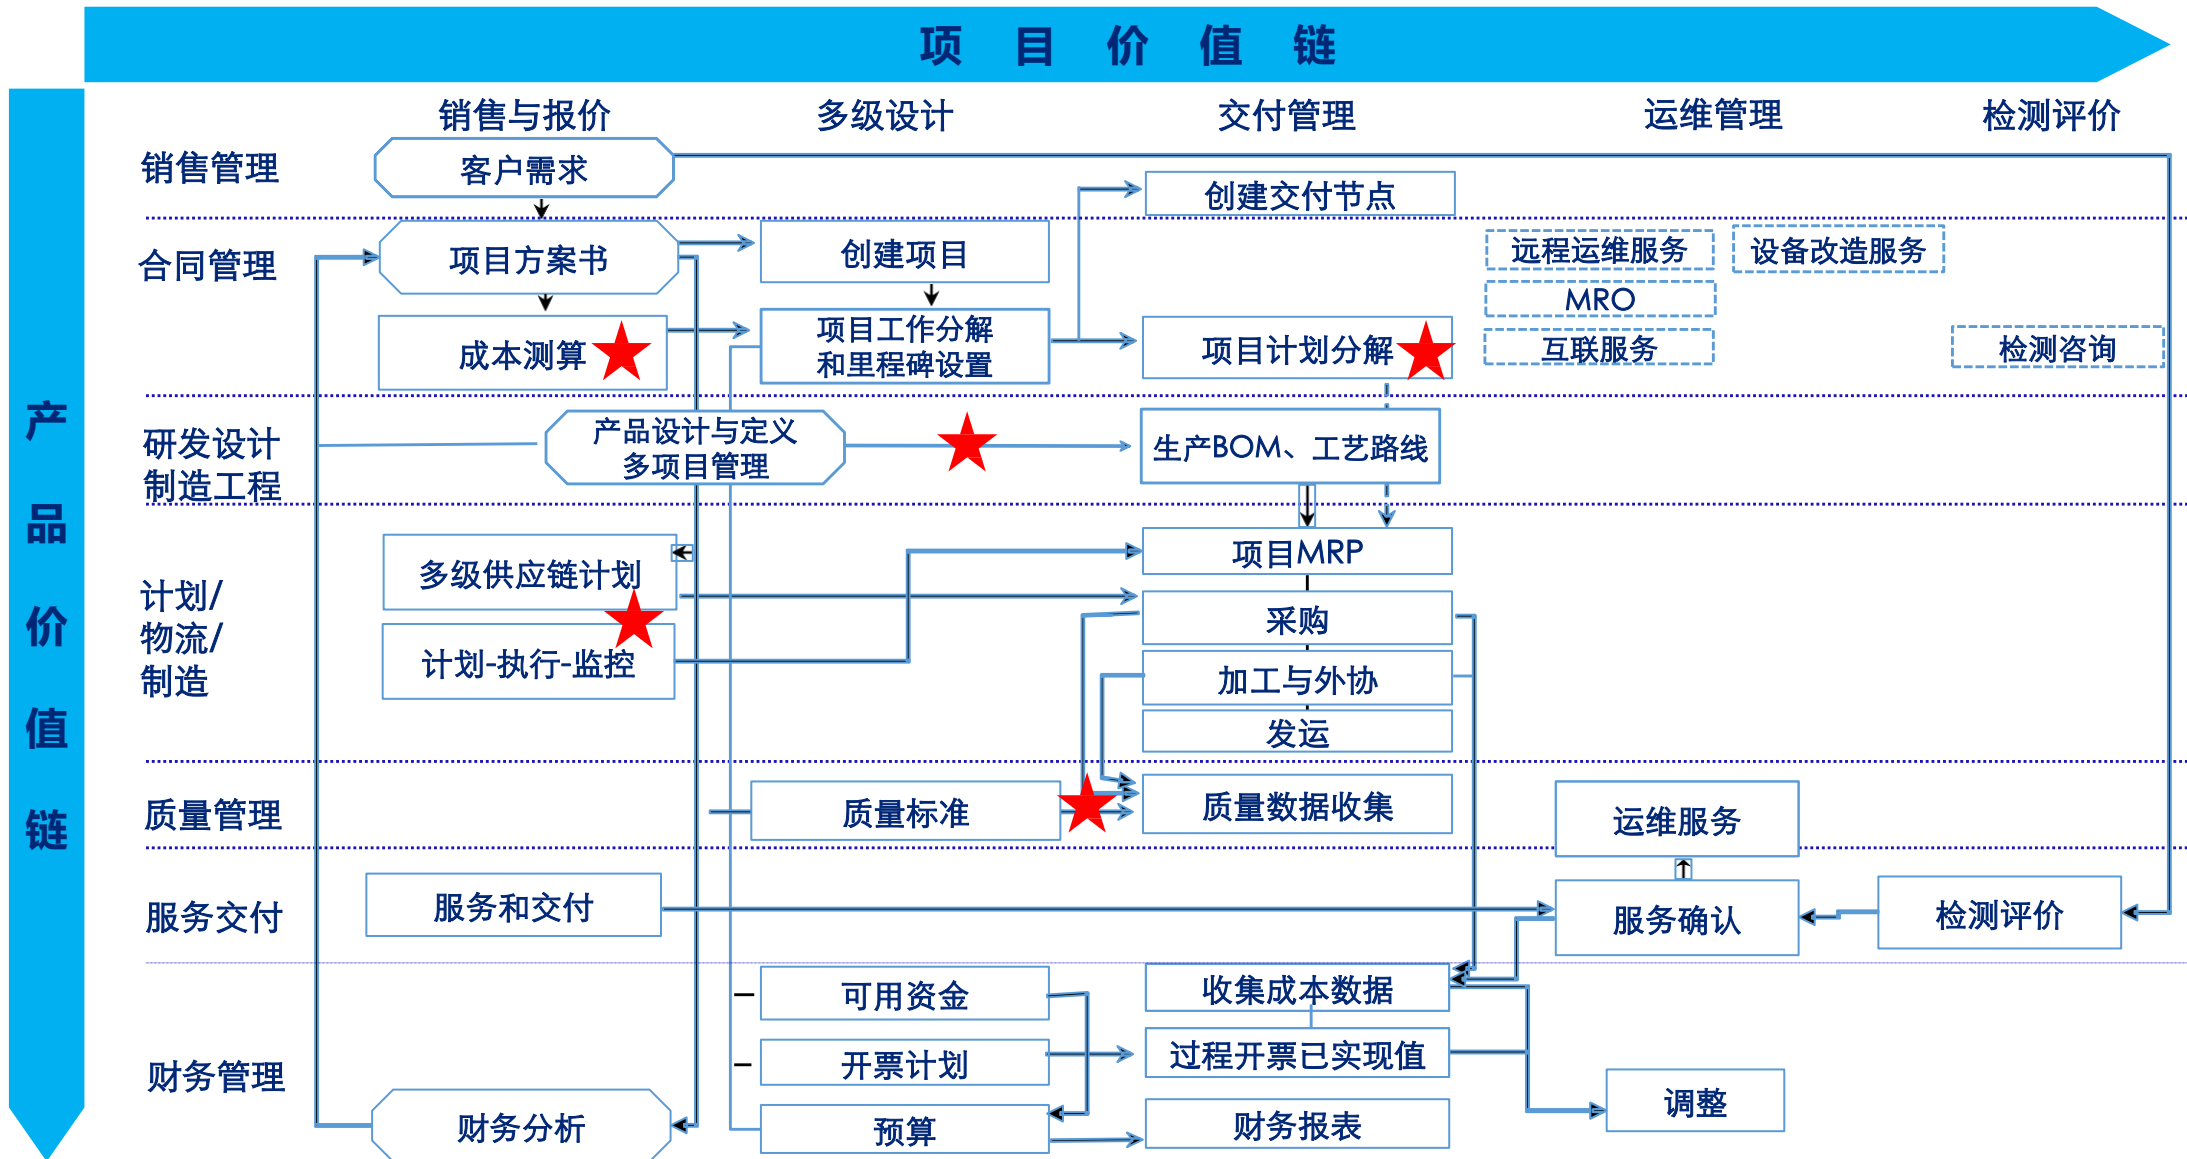 项目价值链
产品价值链
销售与报价
多级设计
交付管理
运维管理
检测评价
销售管理
客户需求
创建交付节点
合同管理
项目方案书
创建项目
远程运维服务
设备改造服务
MRO
成本测算
项目工作分解
和里程碑设置
项目计划分解
互联服务
检测咨询
研发设计
制造工程
产品设计与定义
多项目管理
生产BOM、工艺路线
计划/
物流/
制造
多级供应链计划
项目MRP
采购
计划-执行-监控
加工与外协
发运
质量管理
质量标准
质量数据收集
运维服务
服务交付
服务和交付
服务确认
检测评价
财务管理
可用资金
收集成本数据
开票计划
过程开票已实现值
调整
财务分析
预算
财务报表